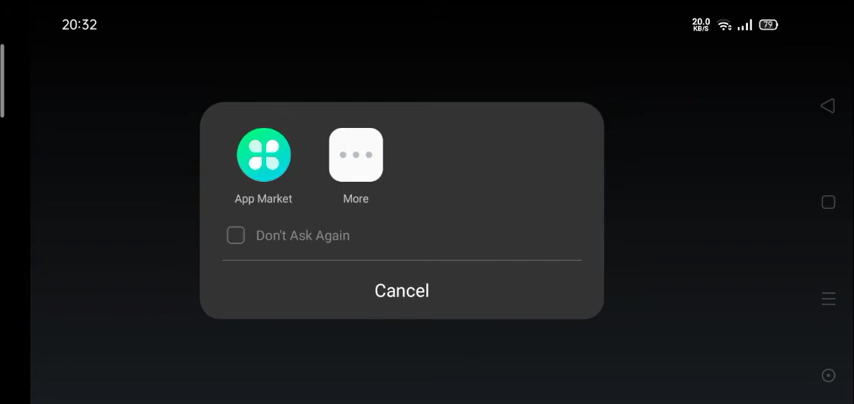 20:32
20.0
KB/S
79
App Market
More
Don't Ask Again
Cancel